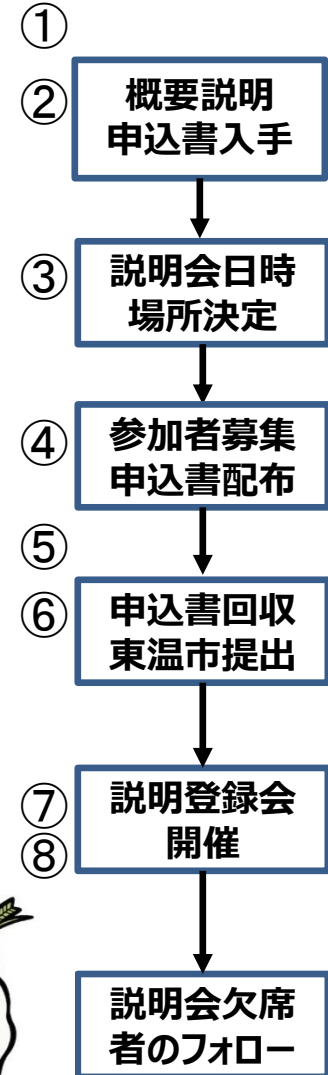 ①
②
概要説明
申込書入手
③
説明会日時
場所決定
④
参加者募集
申込書配布
⑤
⑥
申込書回収
東温市提出
⑦
⑧
説明登録会
開催
説明会欠席
者のフォロー